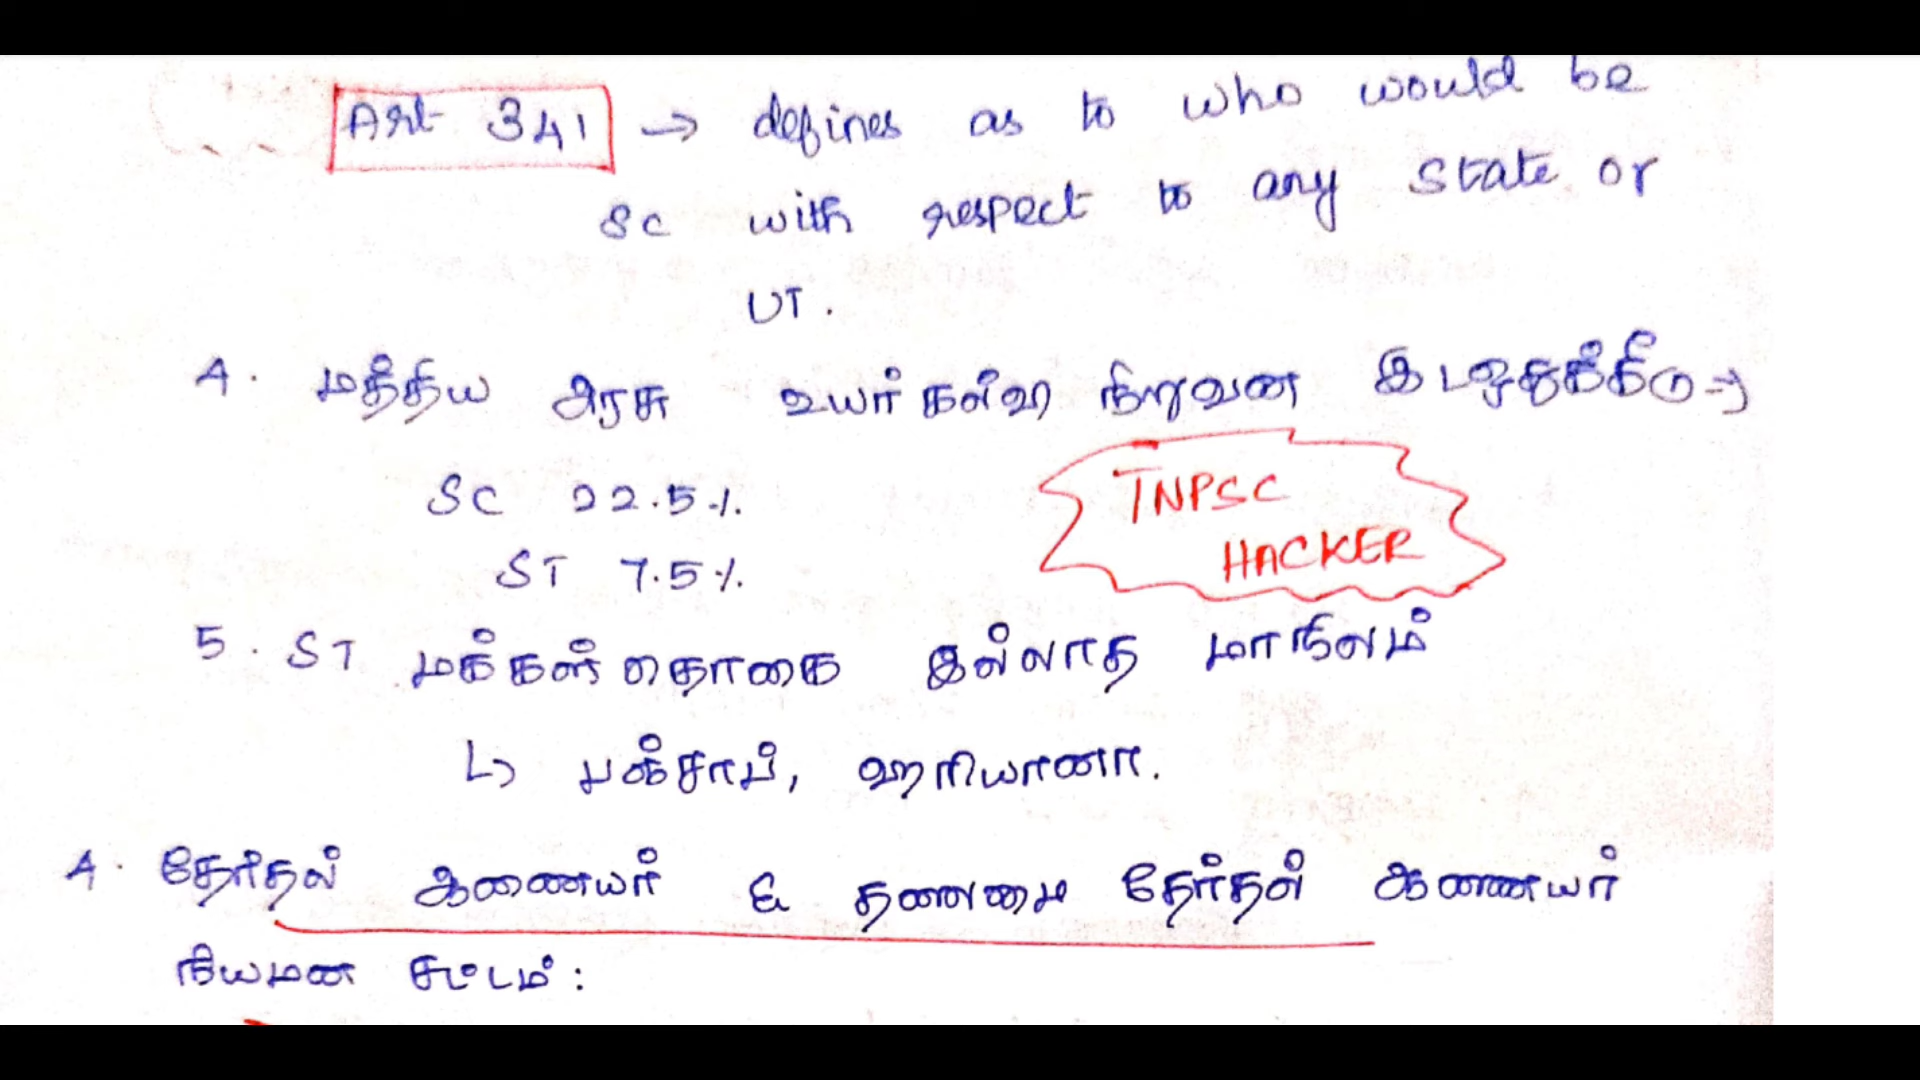 Art 341 → defines as to who would be
SC with respect to any state or
UT.
4. மத்திய அரசு உயர்கல்வி நிறுவன இடஒதுக்கீடு →
SC 22.5%
ST 7.5%
TNPSC
HACKER
5. ST மக்கள் தொகை இல்லாத மாநிலம்
↳ பஞ்சாப், ஹரியானா.
4. தேர்தல் ஆணையர் & தலைமை தேர்தல் ஆணையர்
நியமன சட்டம் :